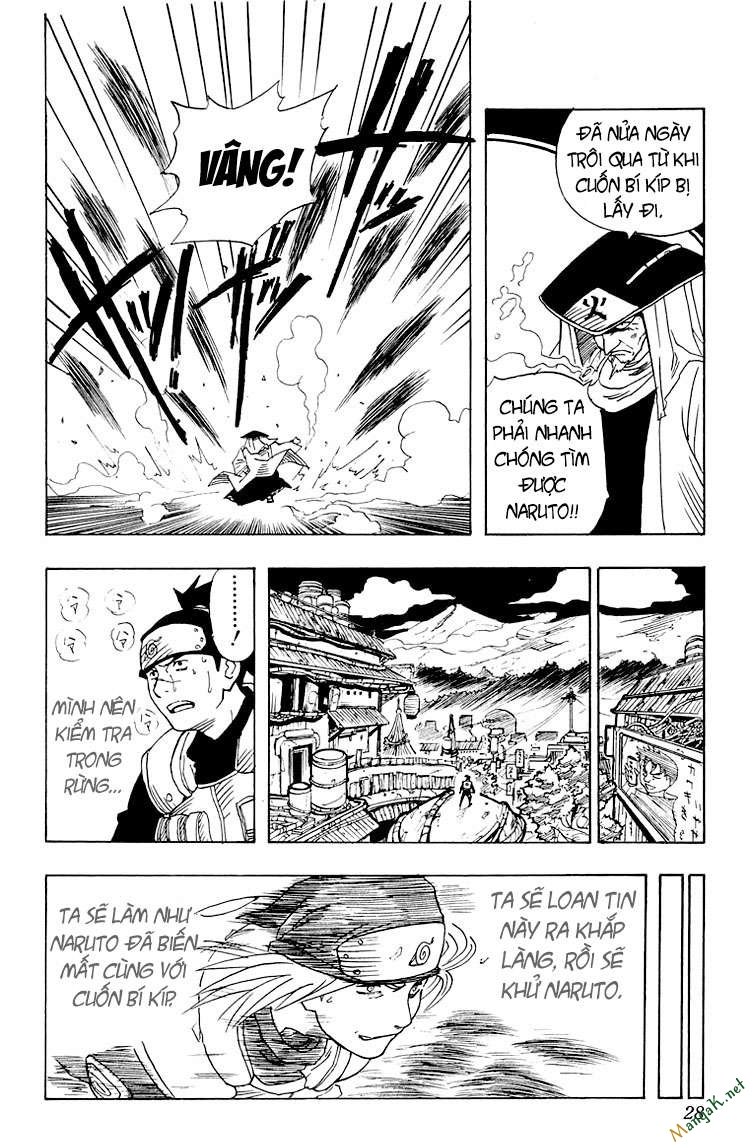 ĐÃ NỬA NGÀY
TRÔI QUA TỪ KHI
CUỐN BÍ KÍP BỊ
LẤY ĐI.
CHÚNG TA
PHẢI NHANH
CHÓNG TÌM
ĐƯỢC
NARUTO!!
VÂNG!
MÌNH NÊN
KIỂM TRA
TRONG
RỪNG...
TA SẼ LOAN TIN
NÀY RA KHẮP
LÀNG, RỒI SẼ
KHỬ NARUTO.
TA SẼ LÀM NHƯ
NARUTO ĐÃ BIẾN
MẤT CÙNG VỚI
CUỐN BÍ KÍP.
28
MangaK.net